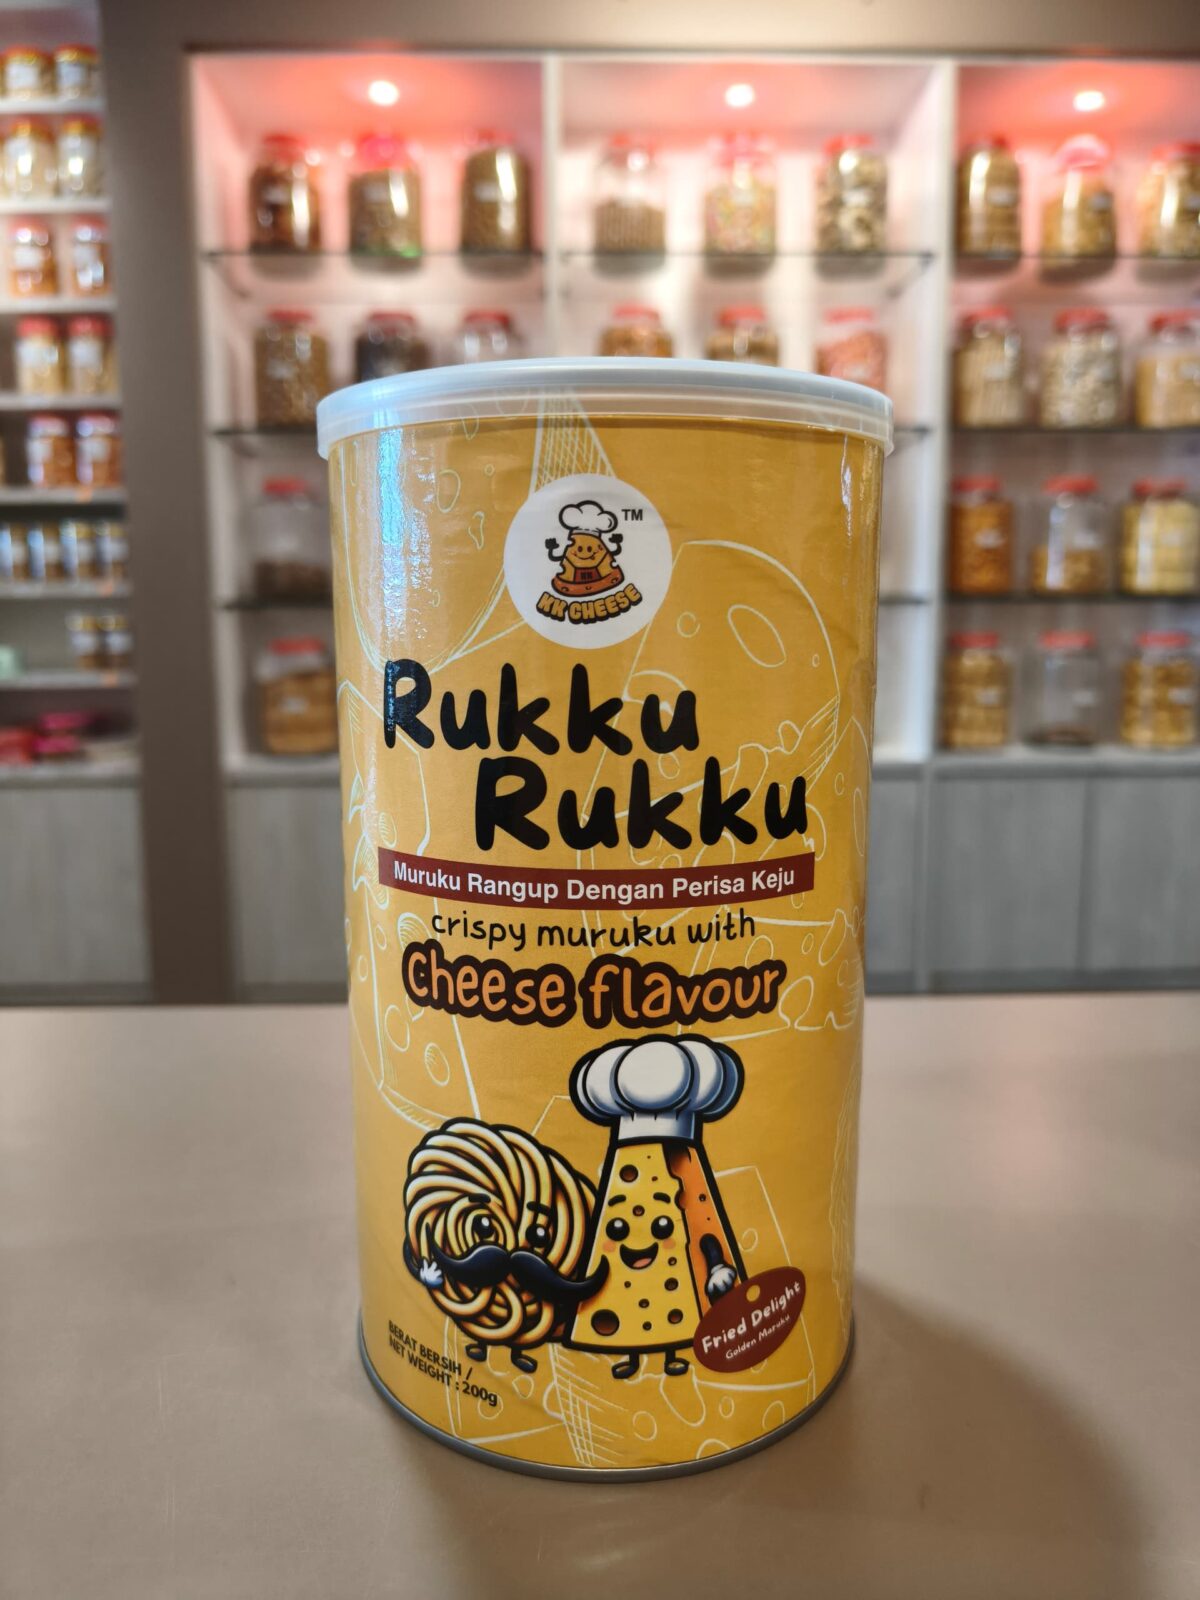 TM
KK
KK CHEESE
Rukku
Rukku
Muruku Rangup Dengan Perisa Keju
crispy muruku with
cheese flavour
Fried Delight
Golden Muruku
BERAT BERSIH /
NET WEIGHT : 200g